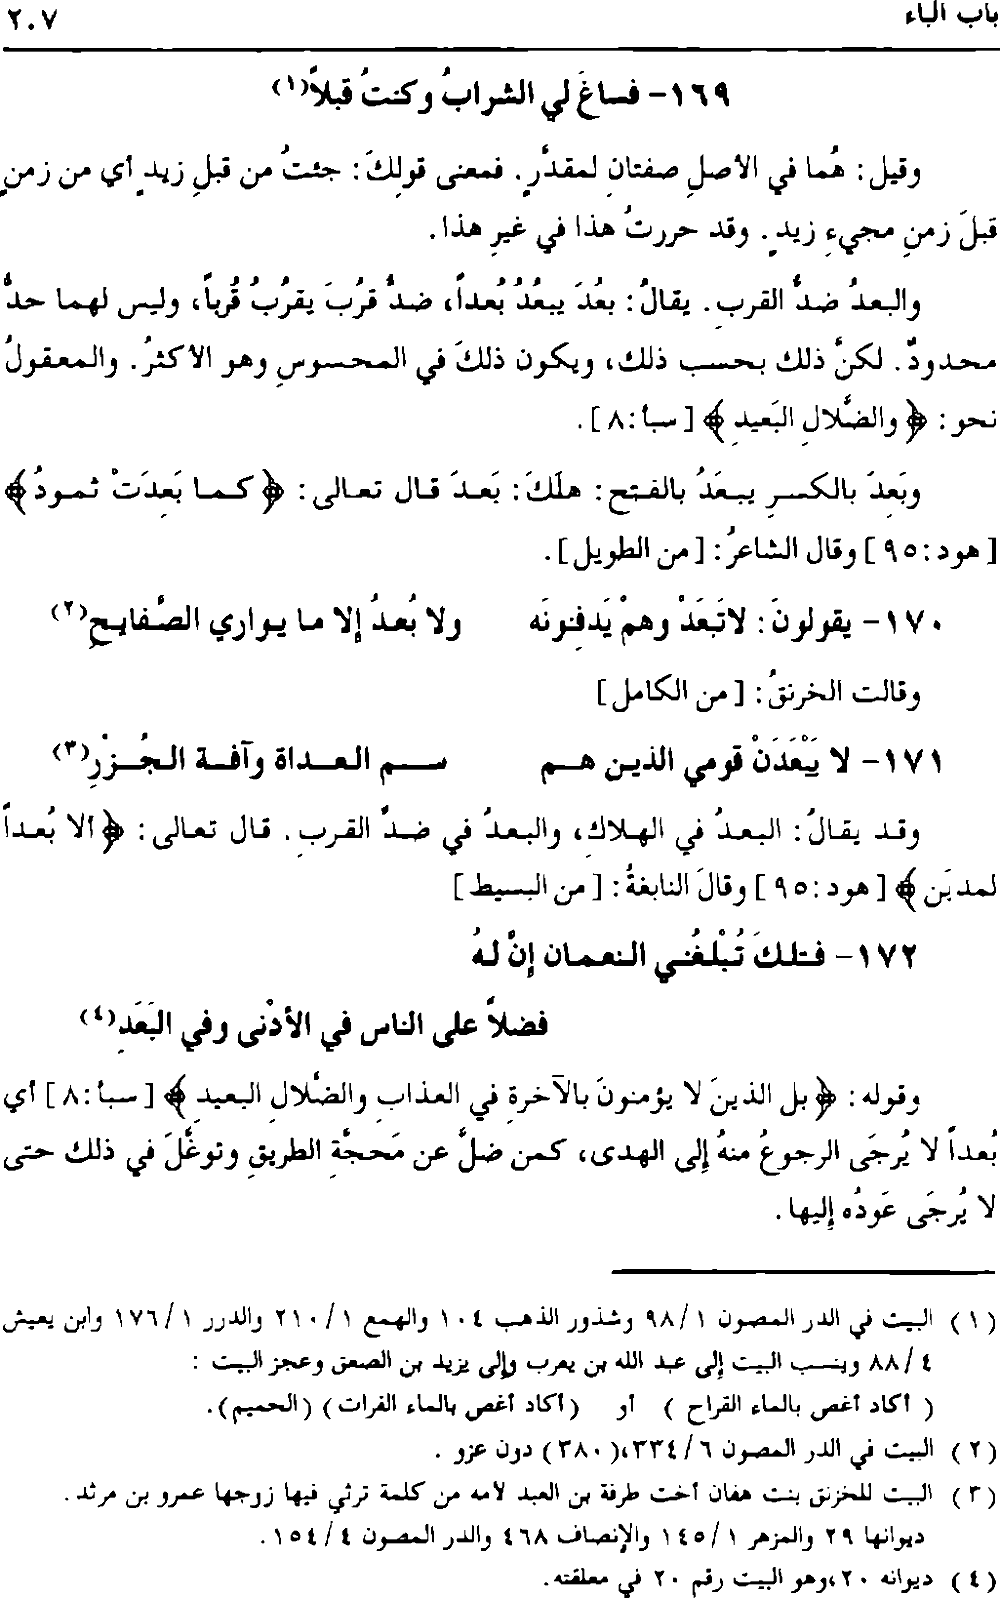 باب الباء ٢٠٧
١٦٩- فساغَ لي الشرابُ وكنتُ قبلاً(١)
وقيل: هُما في الأصلِ صفتانِ لمقدَّرٍ. فمعنى قولِكَ: جئتُ من قبلِ زيدٍ أي من زمنٍ
قبلَ زمنِ مجيءِ زيدٍ. وقد حررتُ هذا في غيرِ هذا.
والبعدُ ضدُّ القربِ. يقالُ: بعُدَ يبعُدُ بُعداً، ضدُّ قرُبَ يقرُبُ قُرباً، وليس لهما حدٌّ
محدودٌ. لكنَّ ذلك بحسب ذلك، ويكون ذلكَ في المحسوسِ وهو الأكثرُ. والمعقولُ
نحو: ﴿والضَّلالِ البَعيدِ﴾ [سبأ:٨].
وبَعِدَ بالكسرِ يبعَدُ بالفتح: هلَكَ: بَعدَ قال تعالى: ﴿كما بَعِدَتْ ثمودُ﴾
[هود:٩٥] وقال الشاعرُ: [من الطويل].
١٧٠- يقولونَ: لاتَبعَدْ وهمْ يَدفِنونَه ولا بُعدُ إلا ما يواري الصَّفايحِ(٢)
وقالت الخرنقُ: [من الكامل]
١٧١- لا يَبْعَدَنْ قومي الذين هم سم العداة وآفة الجُزْرِ(٣)
وقد يقالُ: البعدُ في الهلاكِ، والبعدُ في ضدِّ القربِ. قال تعالى: ﴿ألا بُعداً
لمدينَ﴾ [هود:٩٥] وقالَ النابغةُ: [من البسيط]
١٧٢- فتلكَ تُبْلغُني النعمان إنَّ لهُ
فضلاً على الناس في الأدْنى وفي البَعَدِ(٤)
وقوله: ﴿بل الذينَ لا يؤمنونَ بالآخرةِ في العذابِ والضَّلالِ البعيدِ﴾ [سبأ:٨] أي
بُعداً لا يُرجَى الرجوعُ منهُ إلى الهدى، كمن ضلَّ عن مَحجَّةِ الطريقِ وتوغَّلَ في ذلك حتى
لا يُرجَى عَودُه إليها.
(١) البيت في الدر المصون ١/٩٨ وشذور الذهب ١٠٤ والهمع ١/٢١٠ والدرر ١/١٧٦ وابن يعيش
٤/٨٨ وينسب البيت إلى عبد الله بن يعرب وإلى يزيد بن الصعق وعجز البيت :
( أكاد أغص بالماء القراح ) أو (أكاد أغص بالماء الفرات) (الحميم).
(٢) البيت في الدر المصون ٦/٣٣٤،(٣٨٠) دون عزو .
(٣) البيت للخرنق بنت هفان أخت طرفة بن العبد لأمه من كلمة ترثي فيها زوجها عمرو بن مرثد.
ديوانها ٢٩ والمزهر ١/١٤٥ والإنصاف ٤٦٨ والدر المصون ٤/١٥٤.
(٤) ديوانه ٢٠،وهو البيت رقم ٢٠ في معلقته.